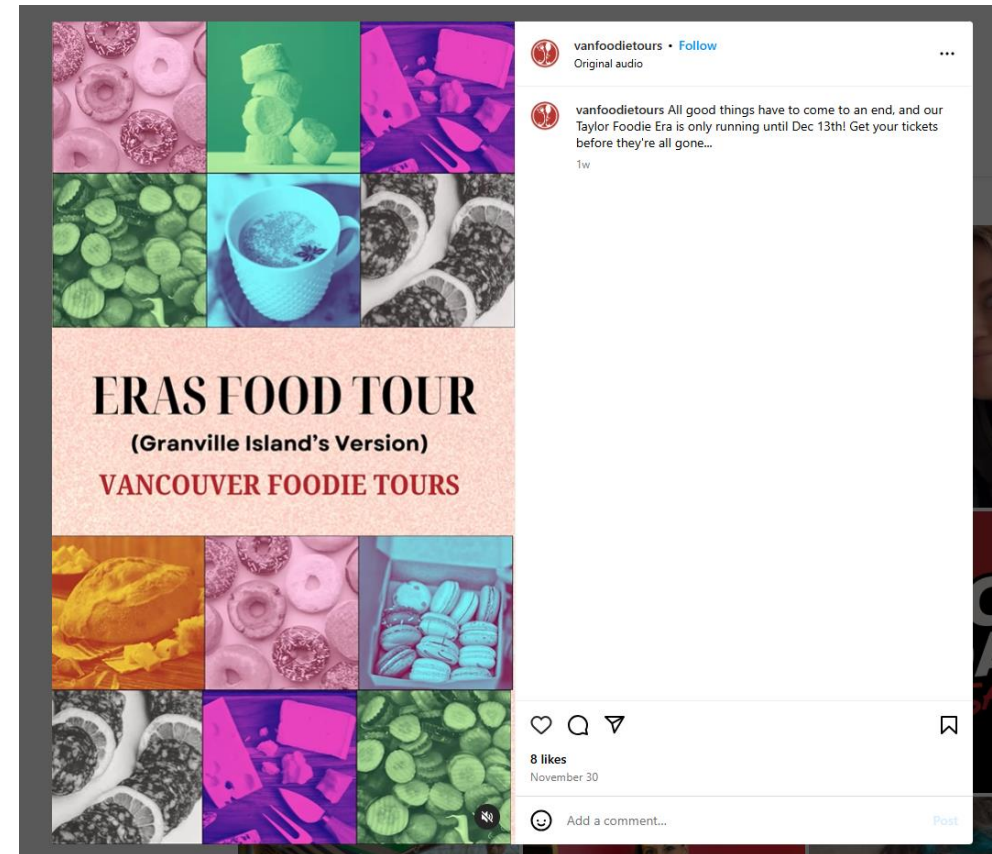 vanfoodietours • Follow
Original audio
vanfoodietours All good things have to come to an end, and our
Taylor Foodie Era is only running until Dec 13th! Get your tickets
before they're all gone...
1w
ERAS FOOD TOUR
(Granville Island's Version)
VANCOUVER FOODIE TOURS
8 likes
November 30
Add a comment...
Post